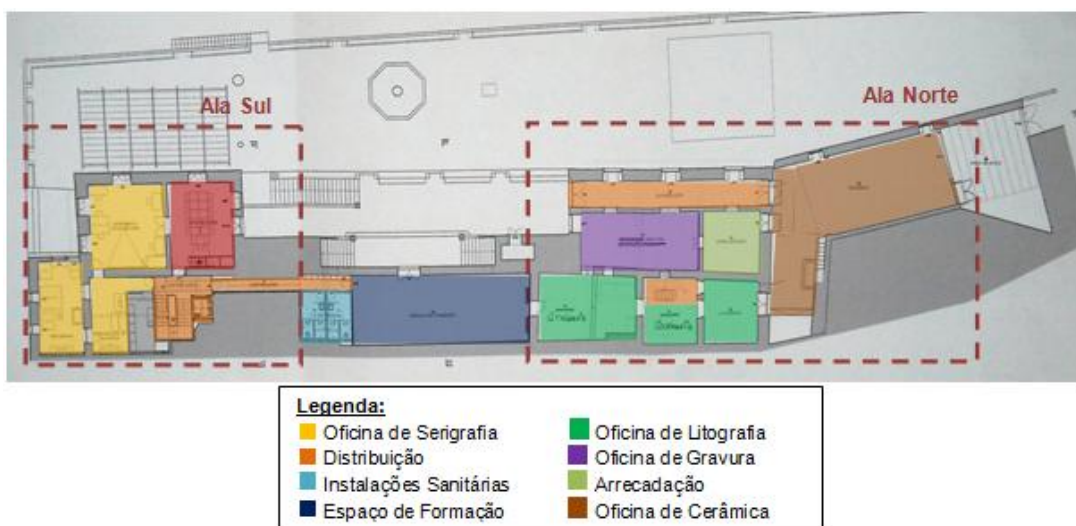 Ala Sul
Ala Norte
Legenda:
Oficina de Serigrafia
Distribuição
Instalações Sanitárias
Espaço de Formação
Oficina de Litografia
Oficina de Gravura
Arrecadação
Oficina de Cerâmica